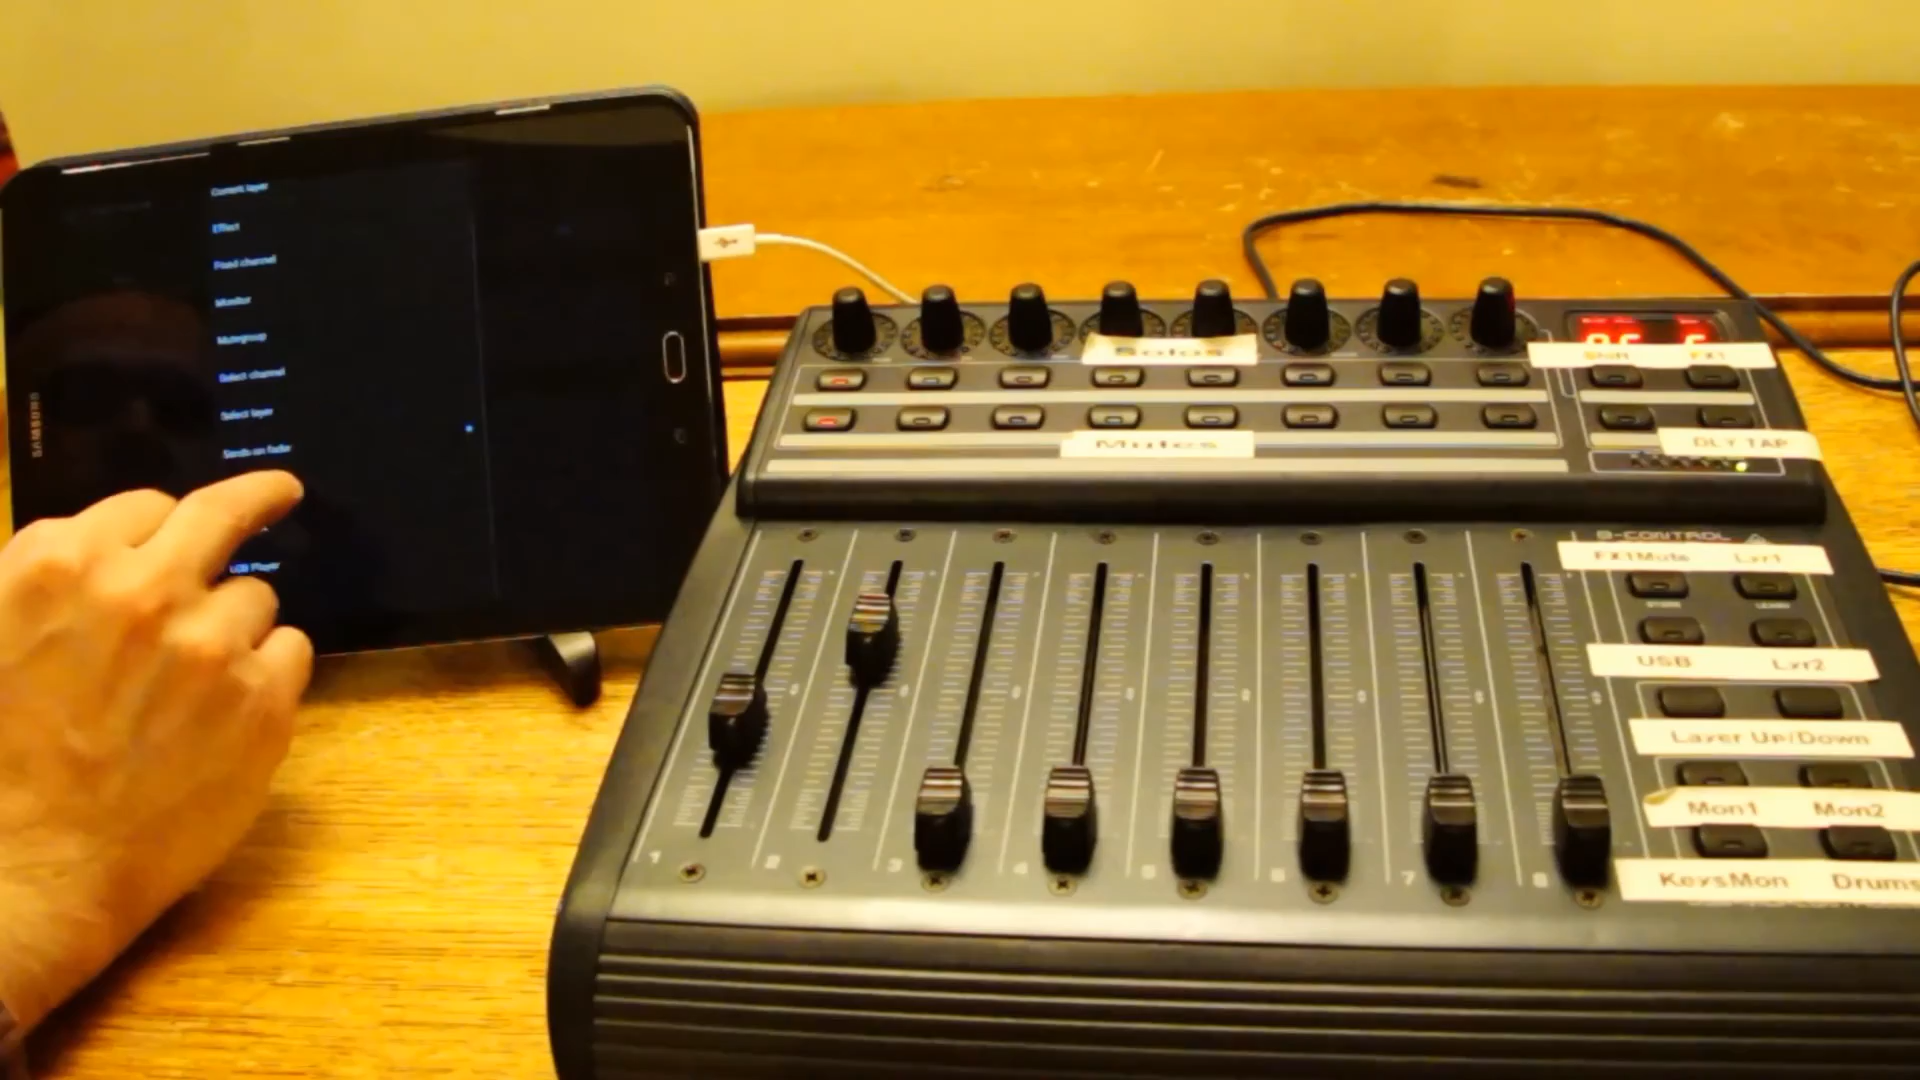 Current layer
Effect
Fixed channel
Monitor
Mutegroup
Select channel
Select layer
Sends on fader
USB Player
SAMSUNG
Solos
Shift FX1
Mutes
DLY TAP
B-CONTROL
FX1Mute Lyr1
STORE LEARN
USB Lyr2
Layer Up/Down
Mon1 Mon2
KeysMon Drums
1 2 3 4 5 6 7 8